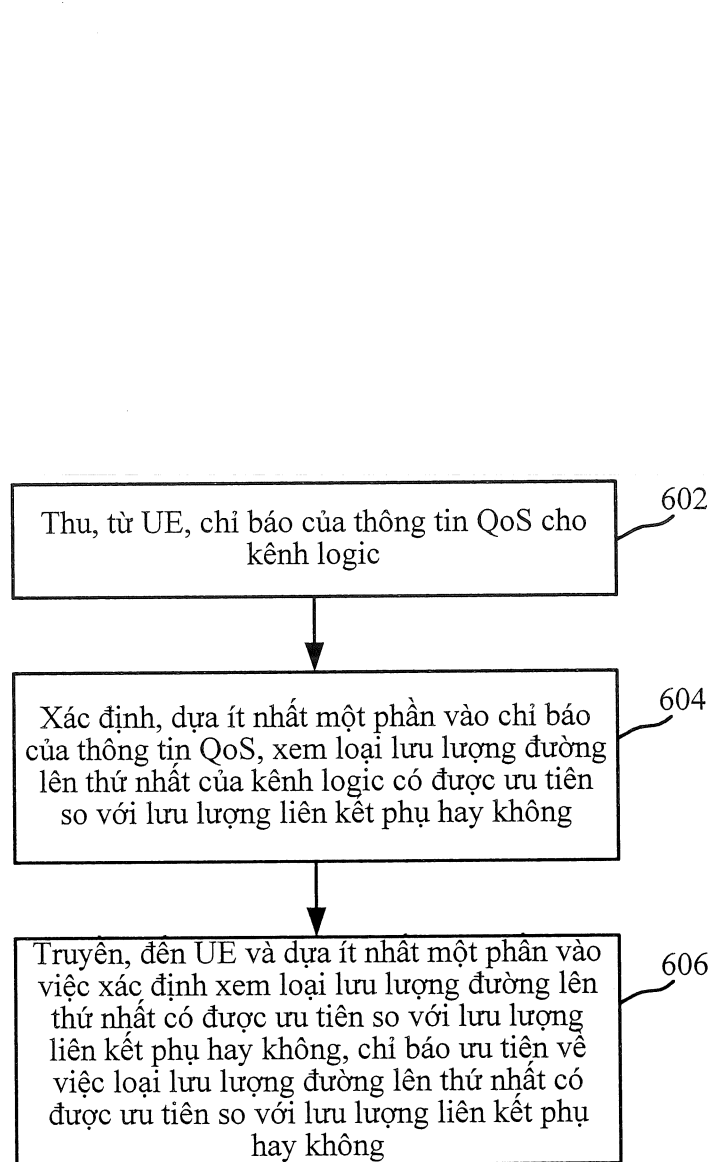 602
Thu, từ UE, chỉ báo của thông tin QoS cho
kênh logic
604
Xác định, dựa ít nhất một phần vào chỉ báo
của thông tin QoS, xem loại lưu lượng đường
lên thứ nhất của kênh logic có được ưu tiên
so với lưu lượng liên kết phụ hay không
606
Truyền, đến UE và dựa ít nhất một phần vào
việc xác định xem loại lưu lượng đường lên
thứ nhất có được ưu tiên so với lưu lượng
liên kết phụ hay không, chỉ báo ưu tiên về
việc loại lưu lượng đường lên thứ nhất có
được ưu tiên so với lưu lượng liên kết phụ
hay không